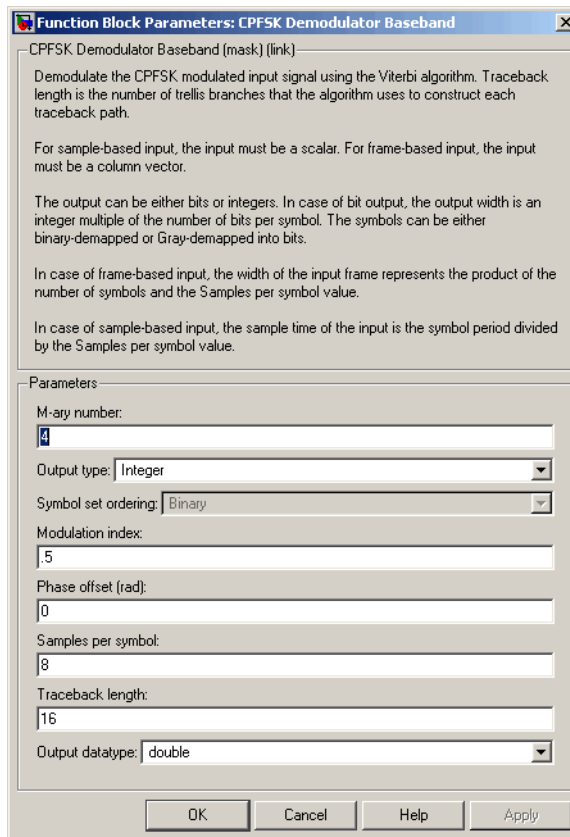 Function Block Parameters: CPFSK Demodulator Baseband
CPFSK Demodulator Baseband (mask) (link)
Demodulate the CPFSK modulated input signal using the Viterbi algorithm. Traceback
length is the number of trellis branches that the algorithm uses to construct each
traceback path.
For sample-based input, the input must be a scalar. For frame-based input, the input
must be a column vector.
The output can be either bits or integers. In case of bit output, the output width is an
integer multiple of the number of bits per symbol. The symbols can be either
binary-demapped or Gray-demapped into bits.
In case of frame-based input, the width of the input frame represents the product of the
number of symbols and the Samples per symbol value.
In case of sample-based input, the sample time of the input is the symbol period divided
by the Samples per symbol value.
Parameters
M-ary number:
4
Output type: Integer
Symbol set ordering: Binary
Modulation index:
.5
Phase offset (rad):
0
Samples per symbol:
8
Traceback length:
16
Output datatype: double
OK Cancel Help Apply